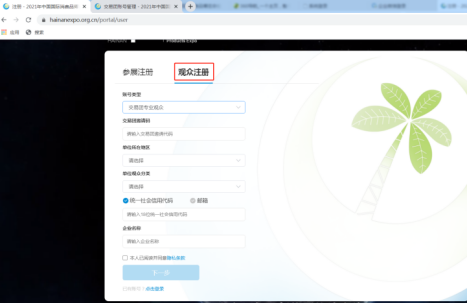 注册 - 2021年中国国际消费品
交易团账号管理 - 2021年中国
hainanexpo.org.cn/portal/user
应用 搜索
参展注册 观众注册
账号类型
交易团专业观众
交易团邀请码
请输入交易团邀请代码
单位所在地区
请选择
单位观众分类
请选择
统一社会信用代码 邮箱
请输入18位统一社会信用代码
企业名称
请输入企业名称
本人已阅读并同意隐私条款
下一步
已有账号？点击登录